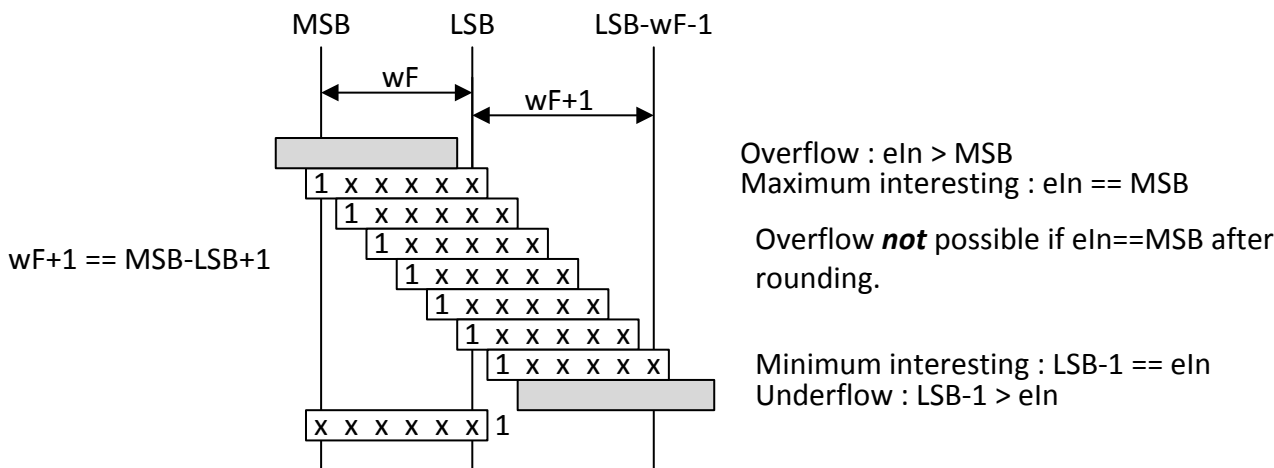 MSB LSB LSB-wF-1
wF
wF+1
Overflow : eIn > MSB
1 x x x x x
Maximum interesting : eIn == MSB
1 x x x x x
1 x x x x x
Overflow not possible if eIn==MSB after
rounding.
wF+1 == MSB-LSB+1
1 x x x x x
1 x x x x x
1 x x x x x
1 x x x x x
Minimum interesting : LSB-1 == eIn
Underflow : LSB-1 > eIn
x x x x x x 1